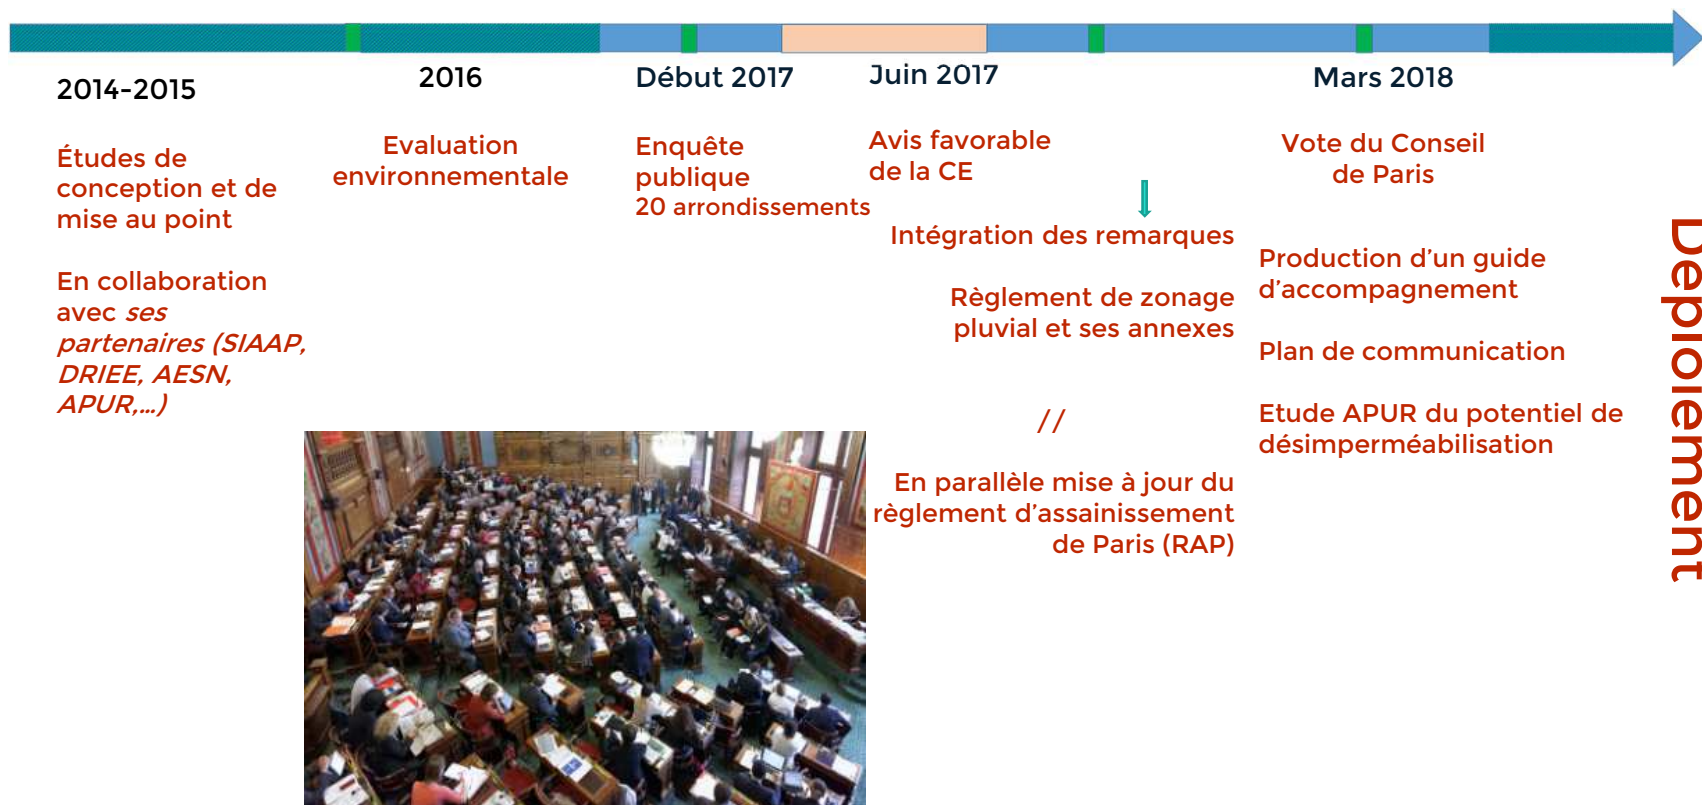 2014-2015
Études de
conception et de
mise au point
En collaboration
avec ses
partenaires (SIAAP,
DRIEE, AESN,
APUR,...)
2016
Evaluation
environnementale
Début 2017
Enquête
publique
20 arrondissements
Juin 2017
Avis favorable
de la CE
Intégration des remarques
Règlement de zonage
pluvial et ses annexes
//
En parallèle mise à jour du
règlement d’assainissement
de Paris (RAP)
Mars 2018
Vote du Conseil
de Paris
Production d’un guide
d’accompagnement
Plan de communication
Etude APUR du potentiel de
désimperméabilisation
Déploiement